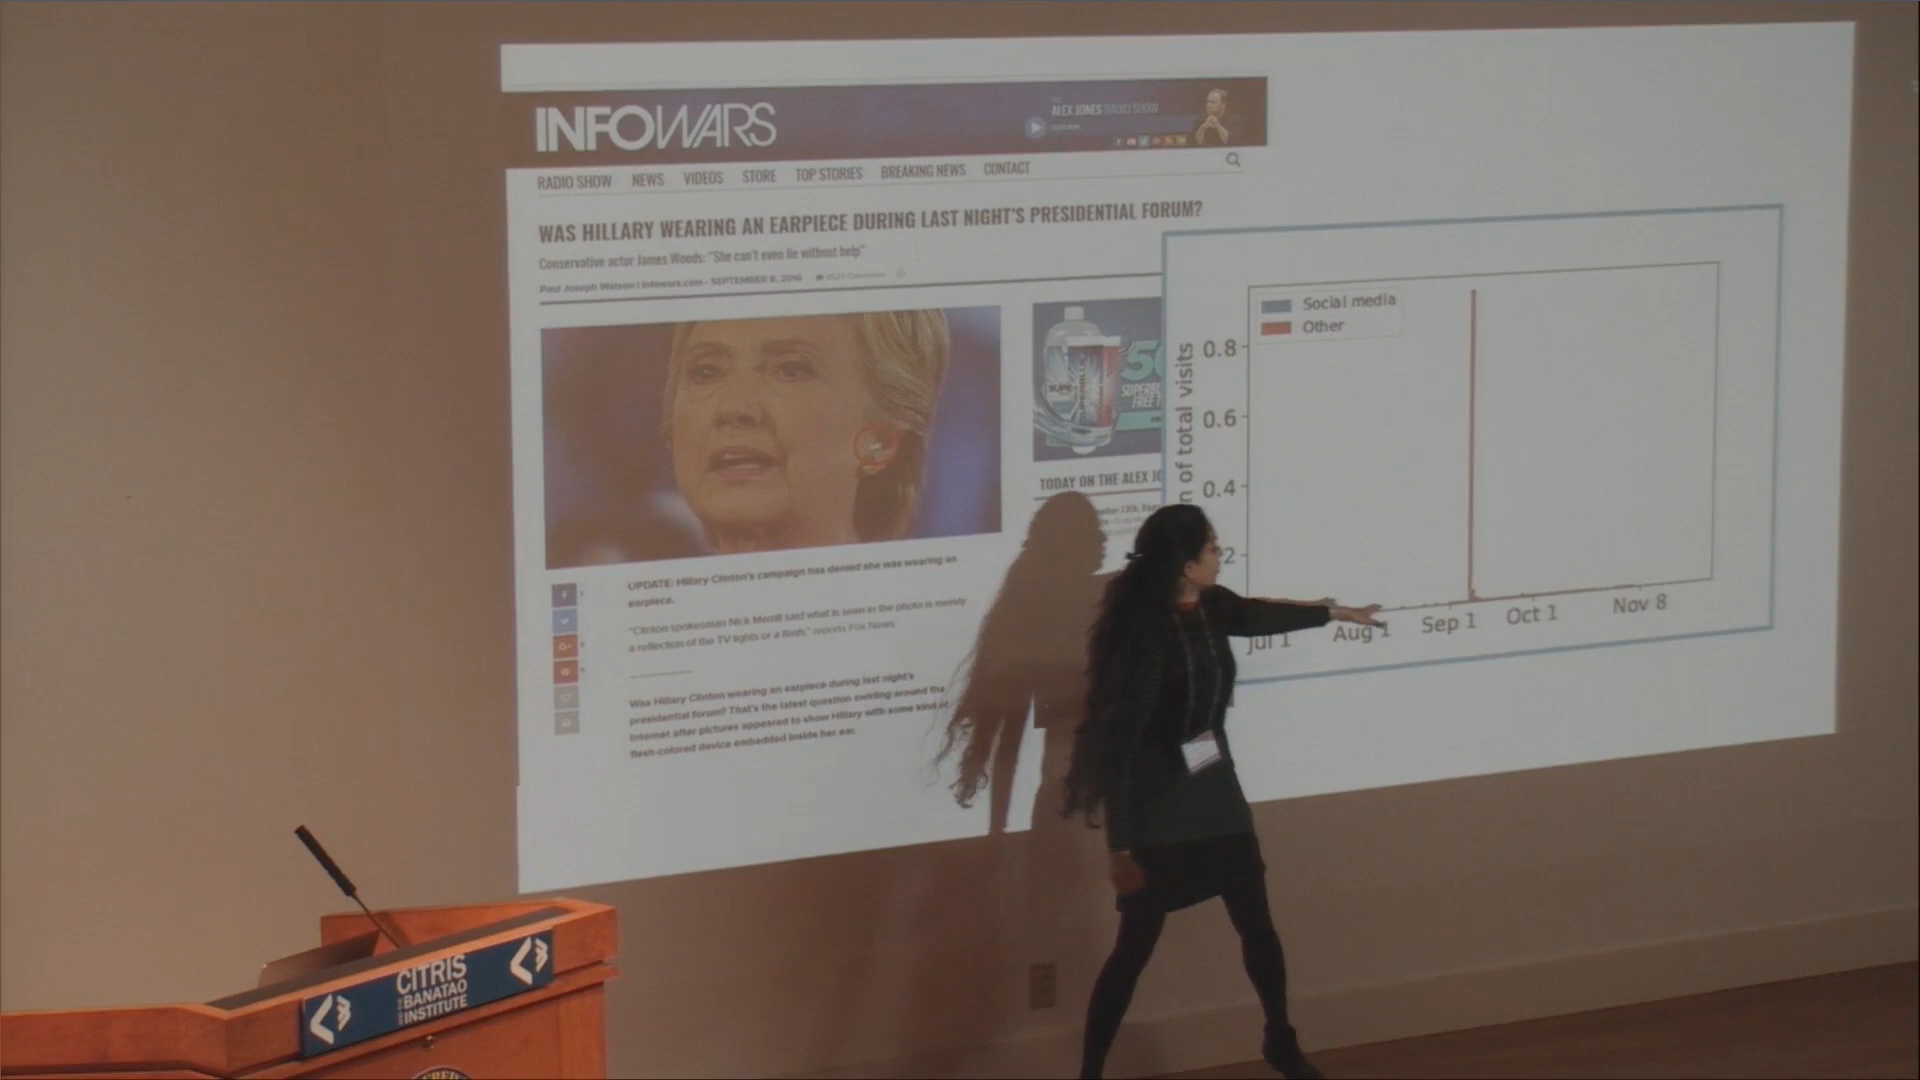 INFOWARS
ALEX JONES RADIO SHOW
RADIO SHOW NEWS VIDEOS STORE TOP STORIES BREAKING NEWS CONTACT
WAS HILLARY WEARING AN EARPIECE DURING LAST NIGHT'S PRESIDENTIAL FORUM?
Conservative actor James Woods: "She can't even lie without help"
Paul Joseph Watson | Infowars.com - SEPTEMBER 8, 2016 Comments
TODAY ON THE ALEX JO
UPDATE: Hillary Clinton's campaign has denied she was wearing an
earpiece.
"Clinton spokesman Nick Merrill said what is seen in the photo is merely
a reflection of the TV lights or a flash," reports Fox News.
Was Hillary Clinton wearing an earpiece during last night's
presidential forum? That's the latest question swirling around the
Internet after pictures appeared to show Hillary with some kind of
flesh-colored device embedded inside her ear.
Social media
Other
n of total visits
0.8
0.6
0.4
2
Jul 1 Aug 1 Sep 1 Oct 1 Nov 8
CITRIS
AND THE
BANATAO
INSTITUTE